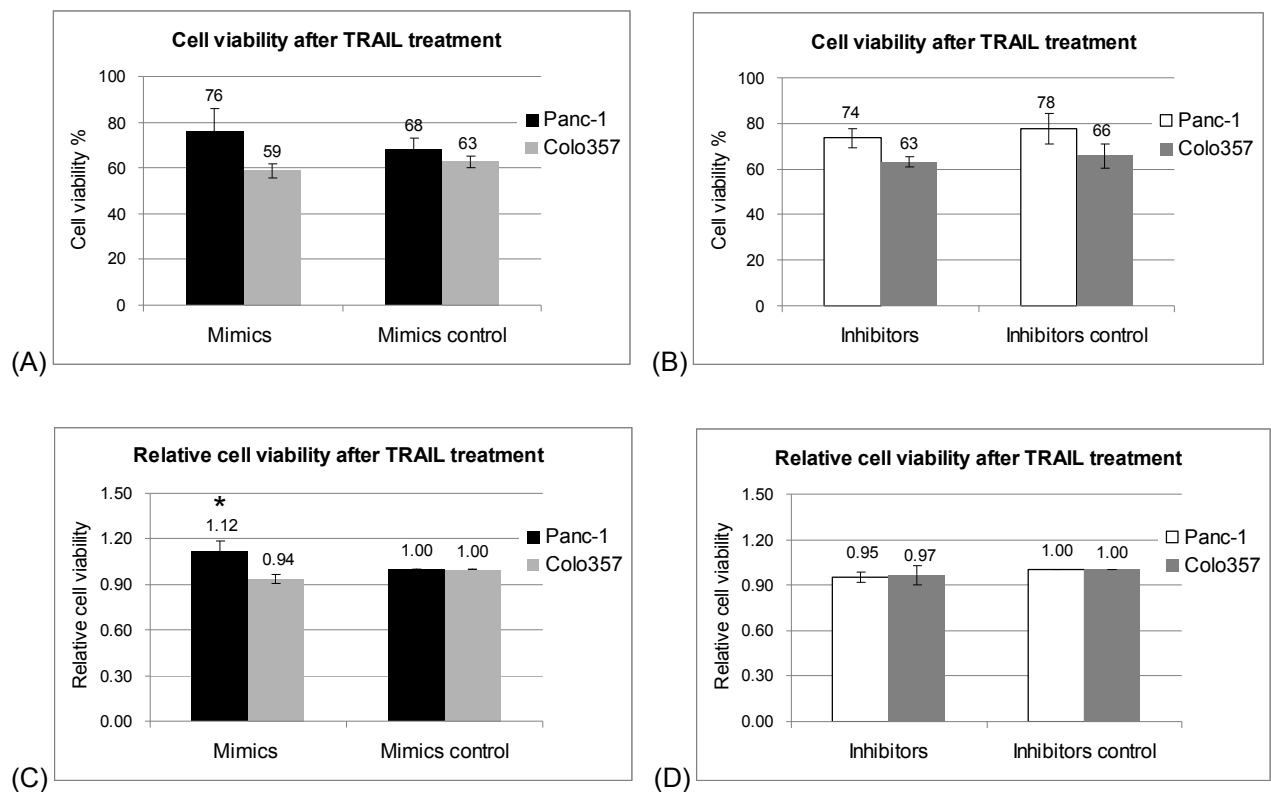 Cell viability after TRAIL treatment
100
80
60
40
20
0
Cell viability %
76
59
68
63
Panc-1
Colo357
Mimics
Mimics control
(A)
Cell viability after TRAIL treatment
100
80
60
40
20
0
Cell viability %
74
63
78
66
Panc-1
Colo357
Inhibitors
Inhibitors control
(B)
Relative cell viability after TRAIL treatment
1.50
1.20
0.90
0.60
0.30
0.00
Relative cell viability
*
1.12
0.94
1.00
1.00
Panc-1
Colo357
Mimics
Mimics control
(C)
Relative cell viability after TRAIL treatment
1.50
1.20
0.90
0.60
0.30
0.00
Relative cell viability
0.95
0.97
1.00
1.00
Panc-1
Colo357
Inhibitors
Inhibitors control
(D)